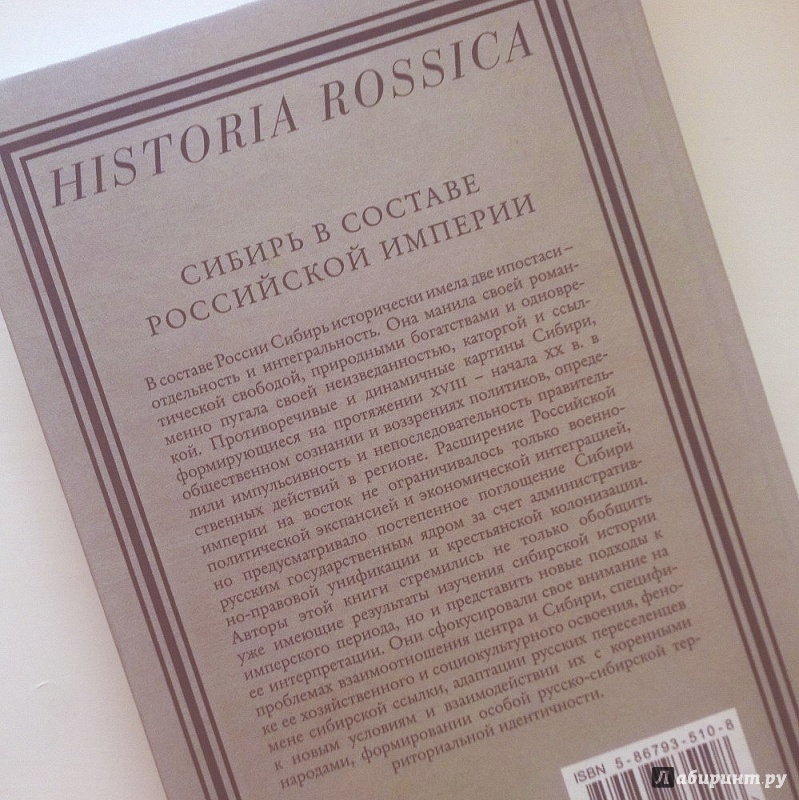 HISTORIA ROSSICA
СИБИРЬ В СОСТАВЕ
РОССИЙСКОЙ ИМПЕРИИ
В составе России Сибирь исторически имела две ипостаси –
отдельность и интегральность. Она манила своей роман-
тической свободой, природными богатствами и одновре-
менно пугала своей неизведанностью, каторгой и ссыл-
кой. Противоречивые и динамичные картины Сибири,
формирующиеся на протяжении XVIII – начала XX в. в
общественном сознании и воззрениях политиков, опреде-
лили импульсивность и непоследовательность правитель-
ственных действий в регионе. Расширение Российской
империи на восток не ограничивалось только военно-
политической экспансией и экономической интеграцией,
но предусматривало постепенное поглощение Сибири
русским государственным ядром за счет административ-
но-правовой унификации и крестьянской колонизации.
Авторы этой книги стремились не только обобщить
уже имеющие результаты изучения сибирской истории
имперского периода, но и представить новые подходы к
ее интерпретации. Они сфокусировали свое внимание на
проблемах взаимоотношения центра и Сибири, специфи-
ке ее хозяйственного и социокультурного освоения, фено-
мене сибирской ссылки, адаптации русских переселенцев
к новым условиям и взаимодействии их с коренными
народами, формировании особой русско-сибирской тер-
риториальной идентичности.
ISBN 5-86793-510-8
Лабиринт.ру